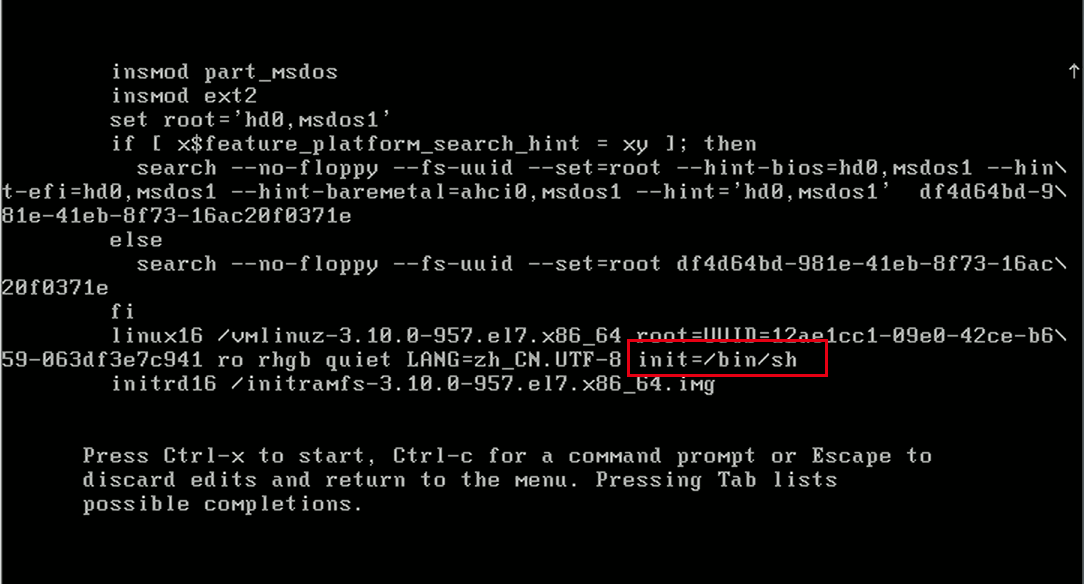 insmod part_msdos
↑
insmod ext2
set root='hd0,msdos1'
if [ x$feature_platform_search_hint = xy ]; then
search --no-floppy --fs-uuid --set=root --hint-bios=hd0,msdos1 --hin\
t-efi=hd0,msdos1 --hint-baremetal=ahci0,msdos1 --hint='hd0,msdos1'  df4d64bd-9\
81e-41eb-8f73-16ac20f0371e
else
search --no-floppy --fs-uuid --set=root df4d64bd-981e-41eb-8f73-16ac\
20f0371e
fi
linux16 /vmlinuz-3.10.0-957.el7.x86_64 root=UUID=12ae1cc1-09e0-42ce-b6\
59-063df3e7c941 ro rhgb quiet LANG=zh_CN.UTF-8 init=/bin/sh
initrd16 /initramfs-3.10.0-957.el7.x86_64.img
Press Ctrl-x to start, Ctrl-c for a command prompt or Escape to
discard edits and return to the menu. Pressing Tab lists
possible completions.